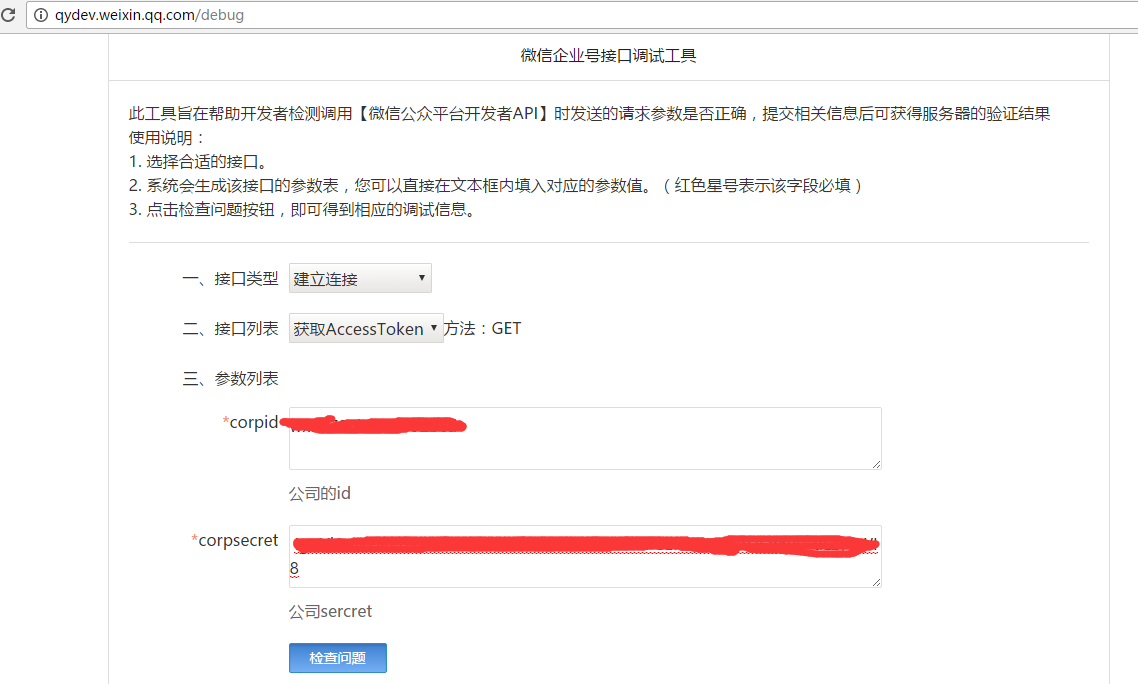 qydev.weixin.qq.com/debug
微信企业号接口调试工具
此工具旨在帮助开发者检测调用【微信公众平台开发者API】时发送的请求参数是否正确，提交相关信息后可获得服务器的验证结果
使用说明：
1. 选择合适的接口。
2. 系统会生成该接口的参数表，您可以直接在文本框内填入对应的参数值。（红色星号表示该字段必填）
3. 点击检查问题按钮，即可得到相应的调试信息。
一、接口类型 建立连接
二、接口列表 获取AccessToken 方法：GET
三、参数列表
*corpid
公司的id
*corpsecret
8
公司sercret
检查问题